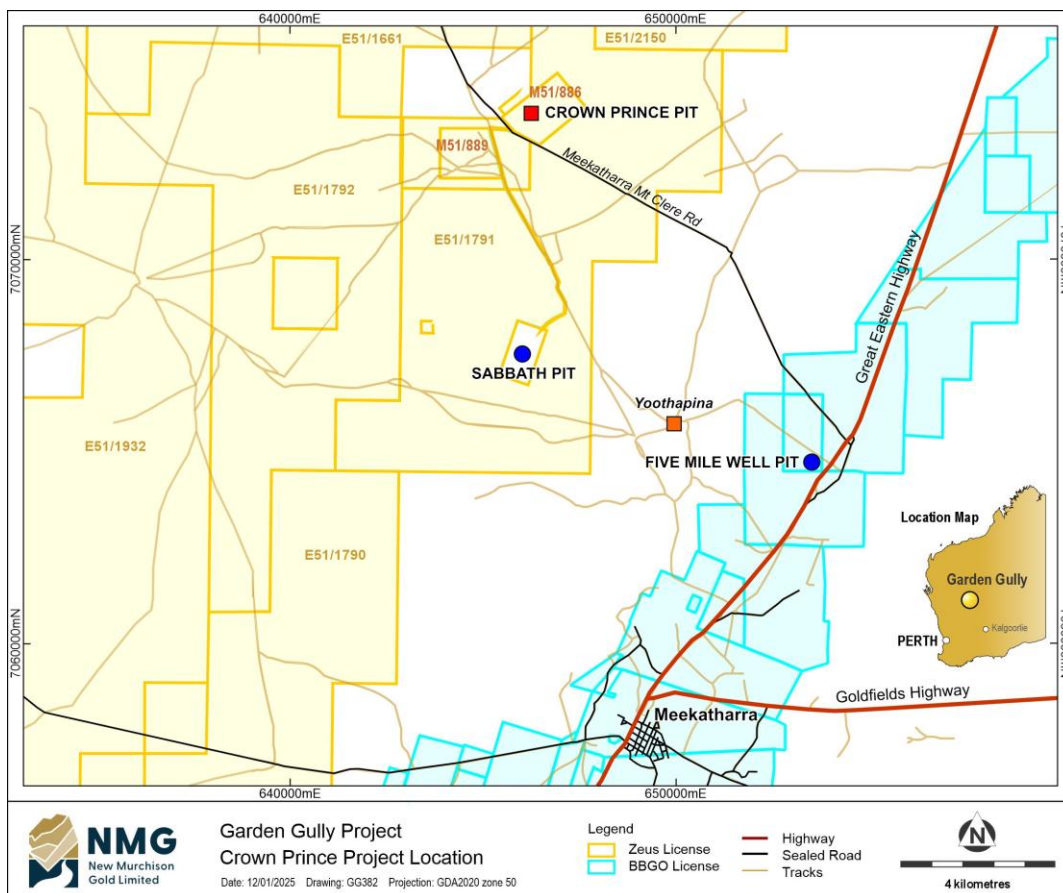 640000mE
650000mE
E51/1661
E51/2150
M51/886
CROWN PRINCE PIT
M51/889
Meekatharra Mt Clere Rd
E51/1792
E51/1791
7070000mN
7070000mN
Great Eastern Highway
SABBATH PIT
Yoothapina
E51/1932
FIVE MILE WELL PIT
Location Map
E51/1790
Garden Gully
Kalgoorlie
PERTH
7060000mN
7060000mN
Goldfields Highway
Meekatharra
640000mE
650000mE
NMG
New Murchison
Gold Limited
Garden Gully Project
Crown Prince Project Location
Date: 12/01/2025 Drawing: GG382 Projection: GDA2020 zone 50
Legend
Zeus License
BBGO License
Highway
Sealed Road
Tracks
N
4 kilometres